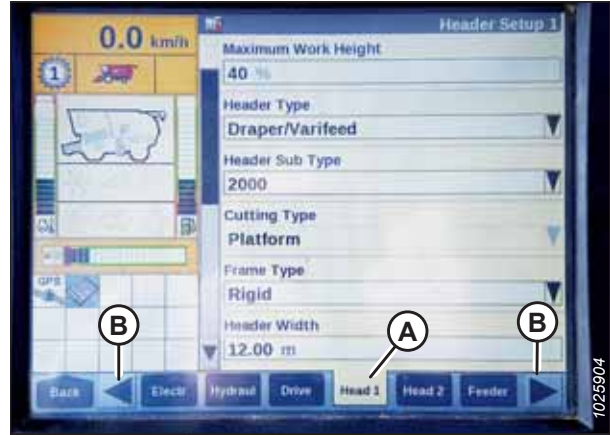 0.0 km/h
Header Setup 1
Maximum Work Height
40 %
1
Header Type
Draper/Varifeed
Header Sub Type
2000
Cutting Type
Platform
GPS
Frame Type
Rigid
Header Width
12.00 m
B
A
B
Back
Electr
Hydraul
Drive
Head 1
Head 2
Feeder
1025904